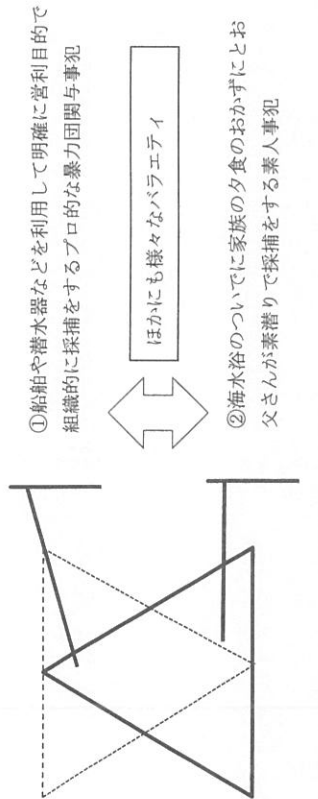 ①船舶や潜水器などを利用して明確に営利目的で
組織的に採捕をするプロ的な暴力団関与事犯
ほかにも様々なバラエティ
②海水浴のついでに家族の夕食のおかずにとお
父さんが素潜りで採捕をする素人事犯